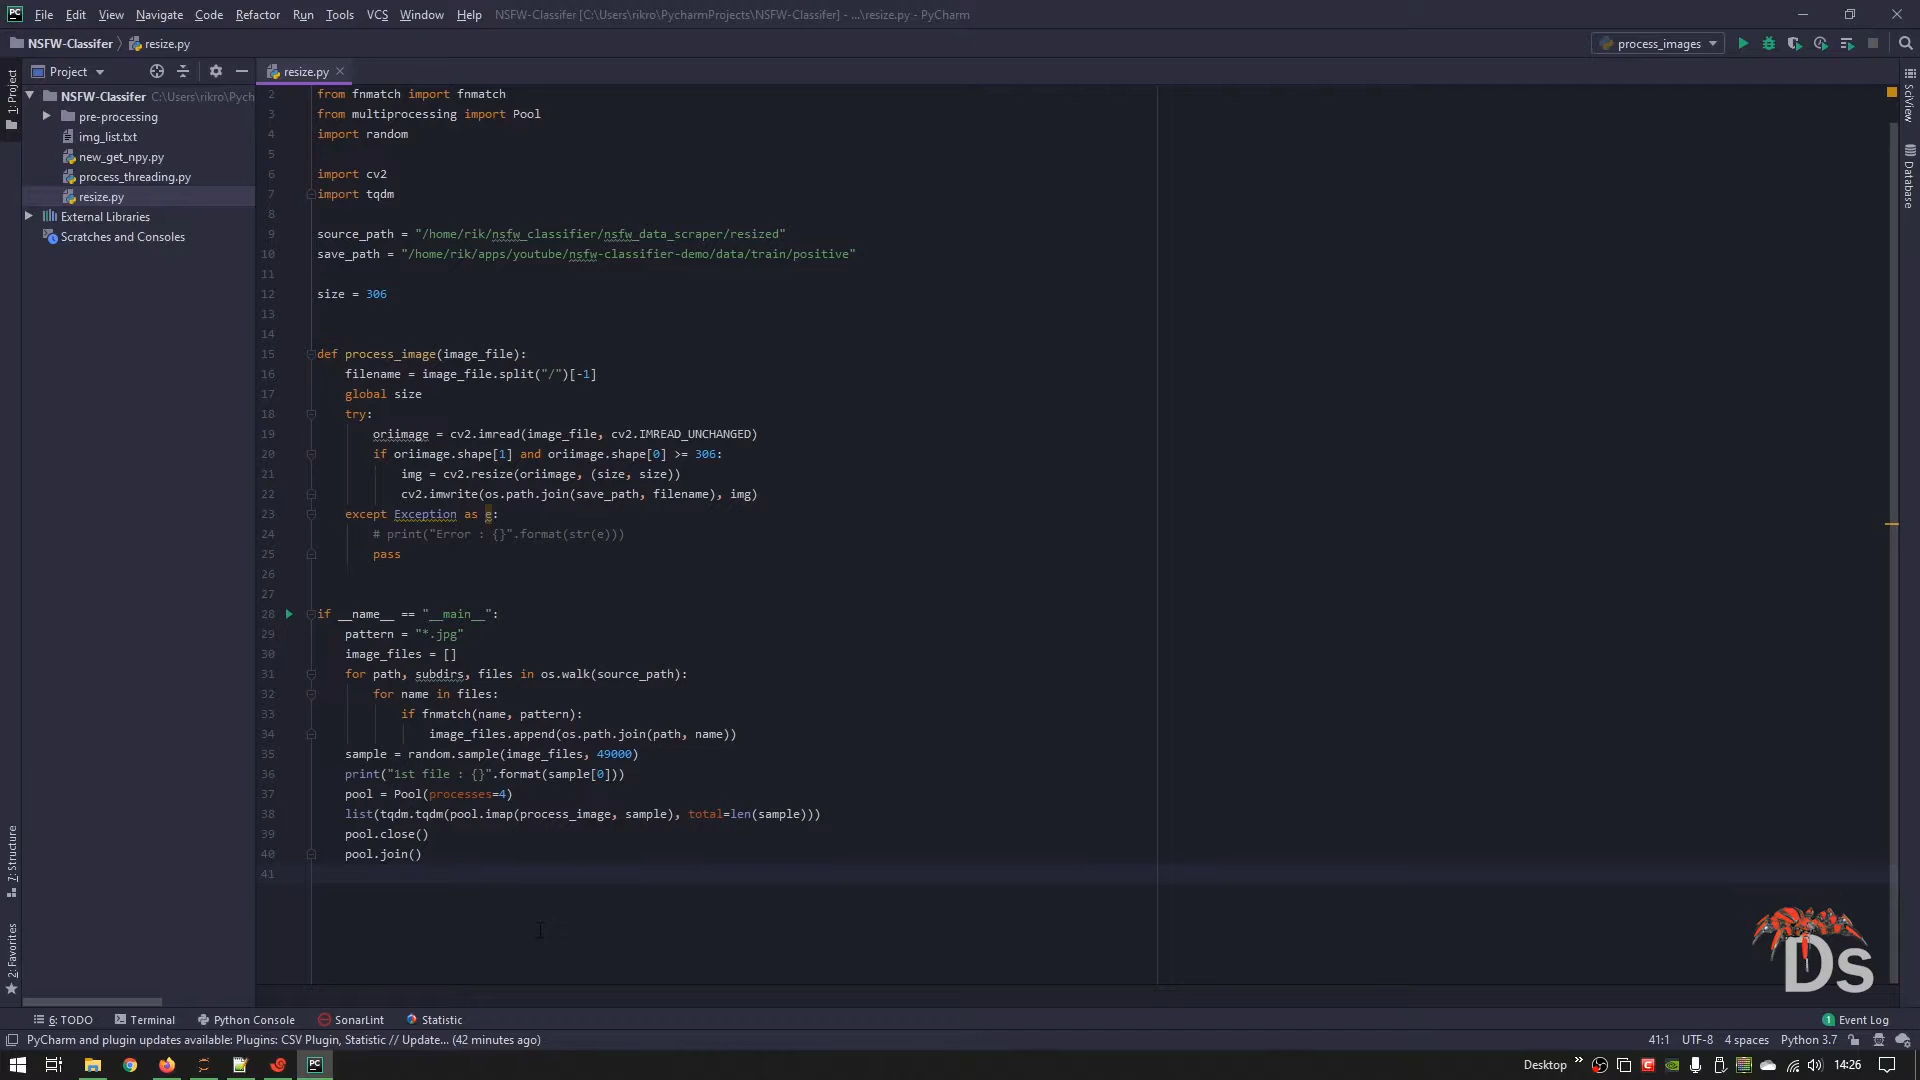 File Edit View Navigate Code Refactor Run Tools VCS Window Help NSFW-Classifer [C:\Users\rikro\PycharmProjects\NSFW-Classifer] - ...\resize.py - PyCharm
NSFW-Classifer resize.py
process_images
1: Project
Project
resize.py
NSFW-Classifer C:\Users\rikro\Pych
pre-processing
img_list.txt
new_get_npy.py
process_threading.py
resize.py
External Libraries
Scratches and Consoles
2 from fnmatch import fnmatch
3 from multiprocessing import Pool
4 import random
5
6 import cv2
7 import tqdm
8
9 source_path = "/home/rik/nsfw_classifier/nsfw_data_scraper/resized"
10 save_path = "/home/rik/apps/youtube/nsfw-classifier-demo/data/train/positive"
11
12 size = 306
13
14
15 def process_image(image_file):
16 filename = image_file.split("/")[-1]
17 global size
18 try:
19 oriimage = cv2.imread(image_file, cv2.IMREAD_UNCHANGED)
20 if oriimage.shape[1] and oriimage.shape[0] >= 306:
21 img = cv2.resize(oriimage, (size, size))
22 cv2.imwrite(os.path.join(save_path, filename), img)
23 except Exception as e:
24 # print("Error : {}".format(str(e)))
25 pass
26
27
28 if __name__ == "__main__":
29 pattern = "*.jpg"
30 image_files = []
31 for path, subdirs, files in os.walk(source_path):
32 for name in files:
33 if fnmatch(name, pattern):
34 image_files.append(os.path.join(path, name))
35 sample = random.sample(image_files, 49000)
36 print("1st file : {}".format(sample[0]))
37 pool = Pool(processes=4)
38 list(tqdm.tqdm(pool.imap(process_image, sample), total=len(sample)))
39 pool.close()
40 pool.join()
41
SciView
Database
7: Structure
2: Favorites
Ds
6: TODO Terminal Python Console SonarLint Statistic 1 Event Log
PyCharm and plugin updates available: Plugins: CSV Plugin, Statistic // Update... (42 minutes ago) 41:1 UTF-8 4 spaces Python 3.7
PC Desktop 14:26